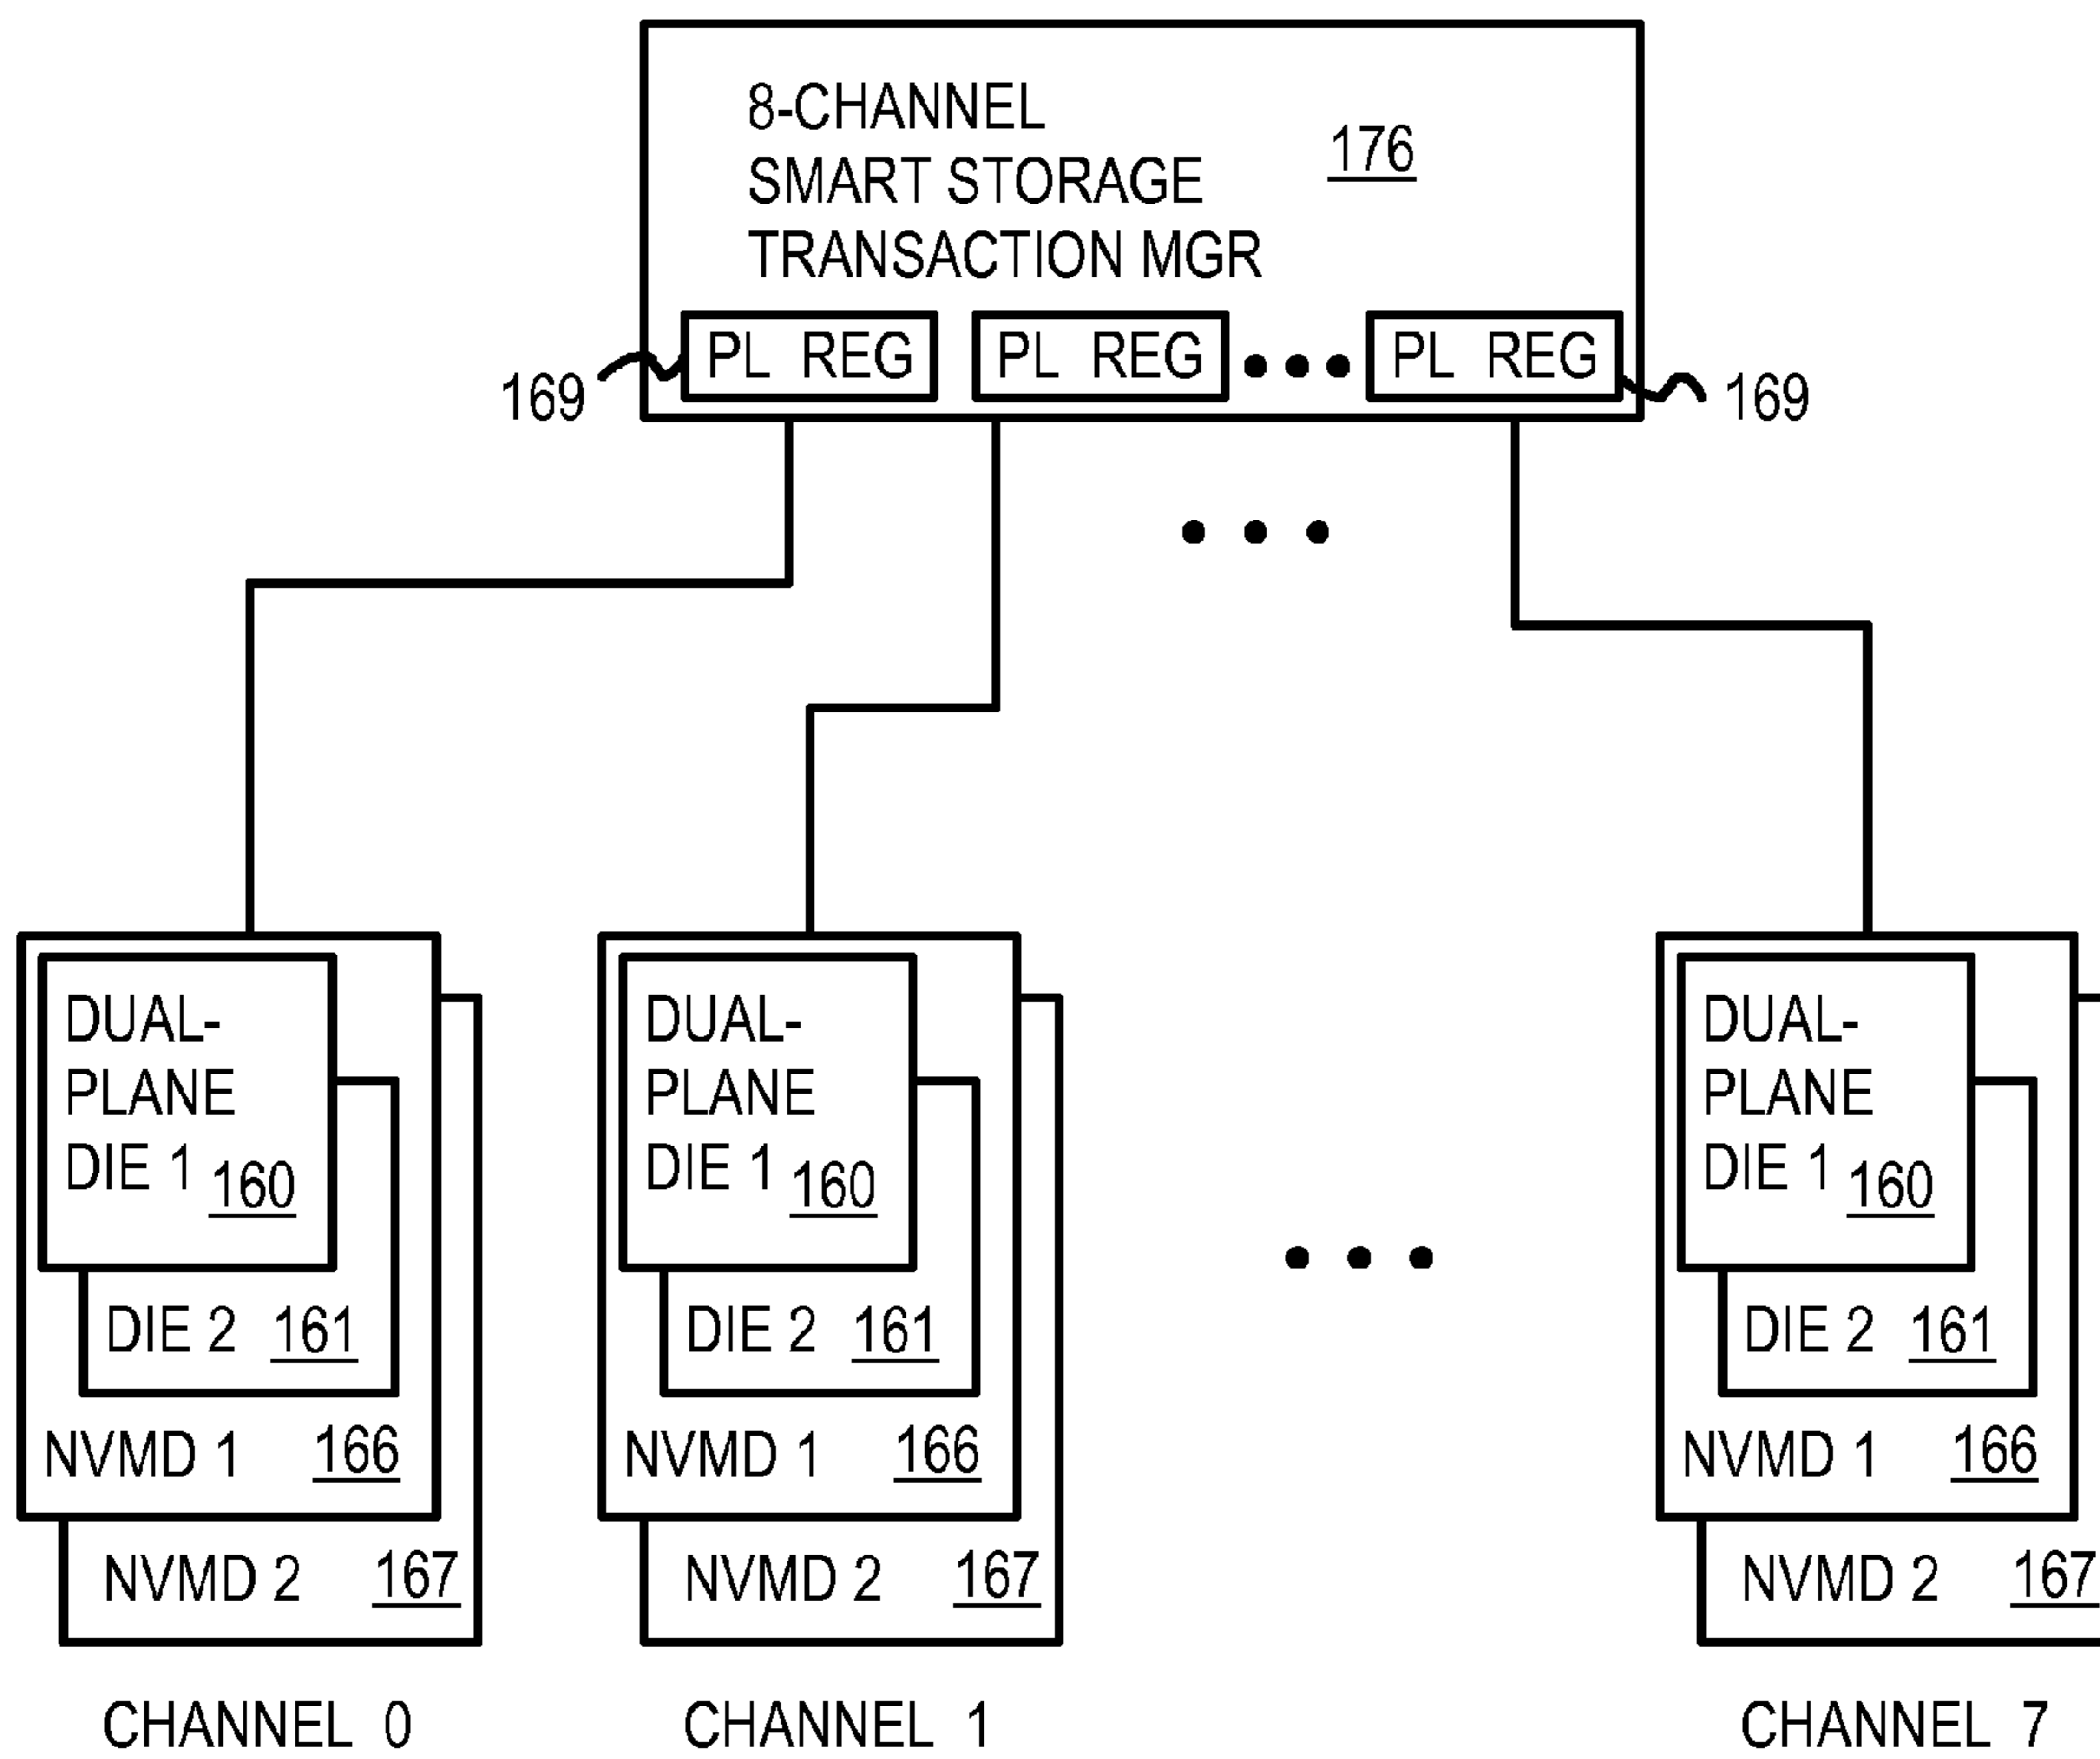 8-CHANNEL
SMART STORAGE
TRANSACTION MGR
176
PL REG
PL REG
PL REG
169
169
DUAL-
PLANE
DIE 1 160
DIE 2 161
NVMD 1 166
NVMD 2 167
CHANNEL 0
DUAL-
PLANE
DIE 1 160
DIE 2 161
NVMD 1 166
NVMD 2 167
CHANNEL 1
DUAL-
PLANE
DIE 1 160
DIE 2 161
NVMD 1 166
NVMD 2 167
CHANNEL 7